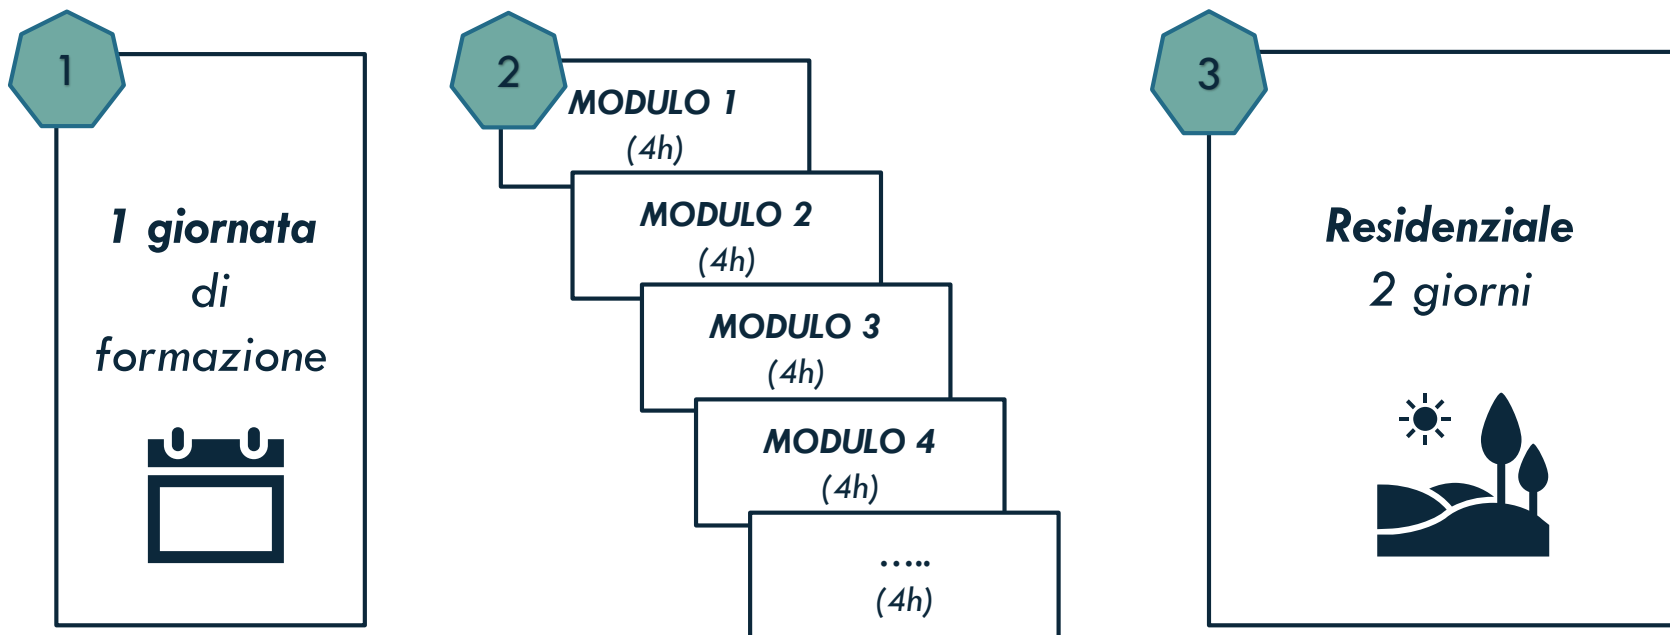 1
1 giornata
di
formazione
2
MODULO 1
(4h)
MODULO 2
(4h)
MODULO 3
(4h)
MODULO 4
(4h)
…..
(4h)
3
Residenziale
2 giorni